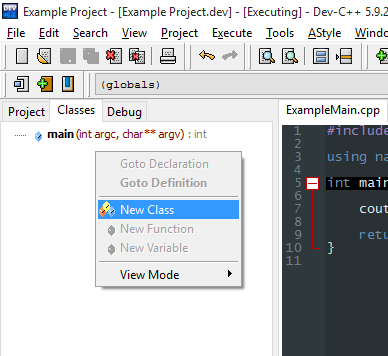 Example Project - [Example Project.dev] - [Executing] - Dev-C++ 5.9.2
File Edit Search View Project Execute Tools AStyle Window
(globals)
Project Classes Debug
main (int argc, char** argv) : int
Goto Declaration
Goto Definition
New Class
New Function
New Variable
View Mode
ExampleMain.cpp
1 #include
2
3 using na
4
5 int main
6
7 cout
8
9 retu
10 }
11